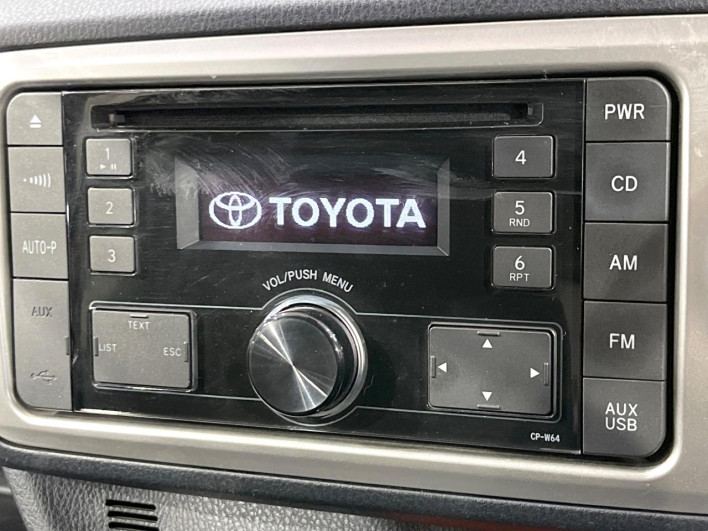 PWR
1
4
CD
2
5
RND
TOYOTA
AUTO-P
3
6
RPT
AM
VOL/PUSH MENU
AUX
TEXT
LIST
ESC
FM
AUX
USB
CP-W64